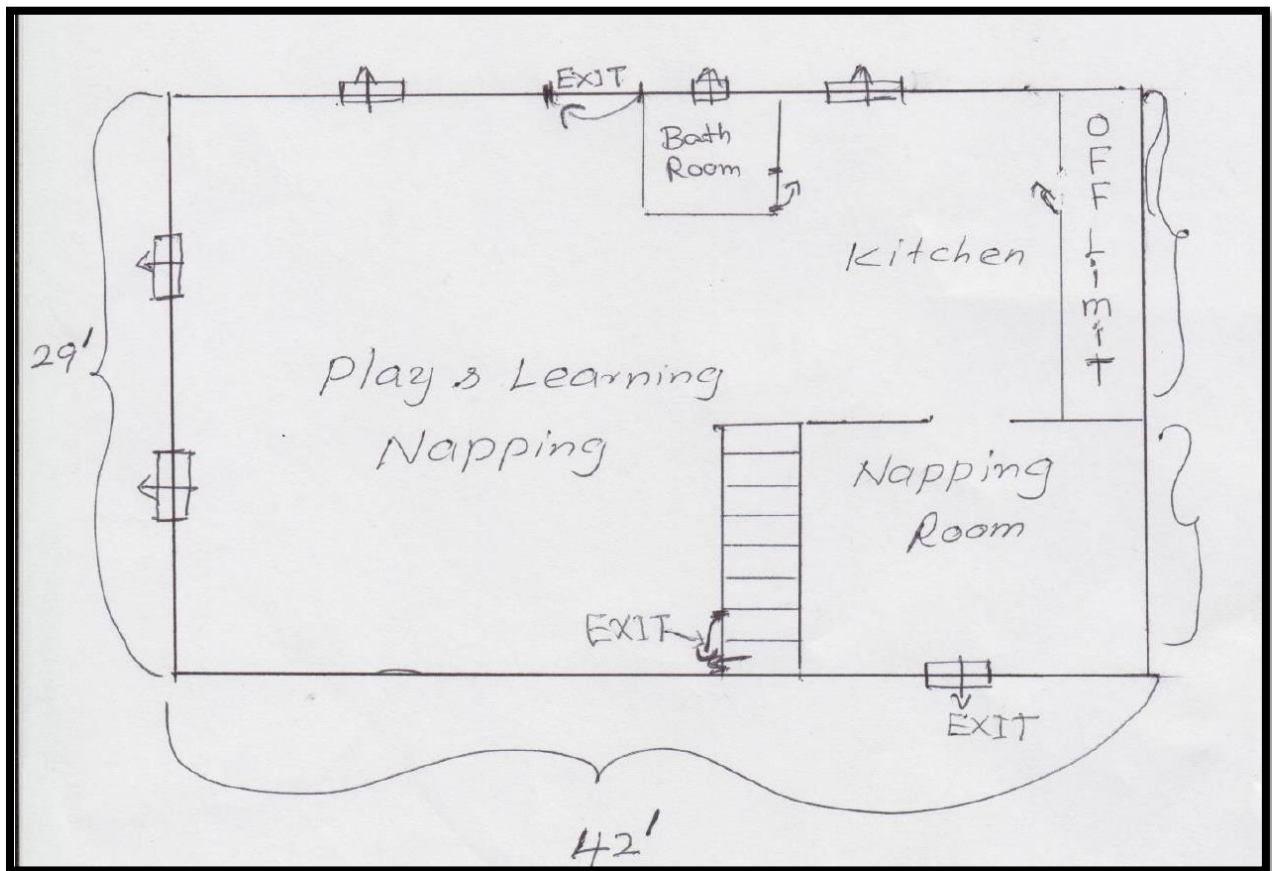 EXIT
Bath
Room
OFF LimiT
Kitchen
29'
Play & Learning
Napping
Napping
Room
EXIT
EXIT
42'